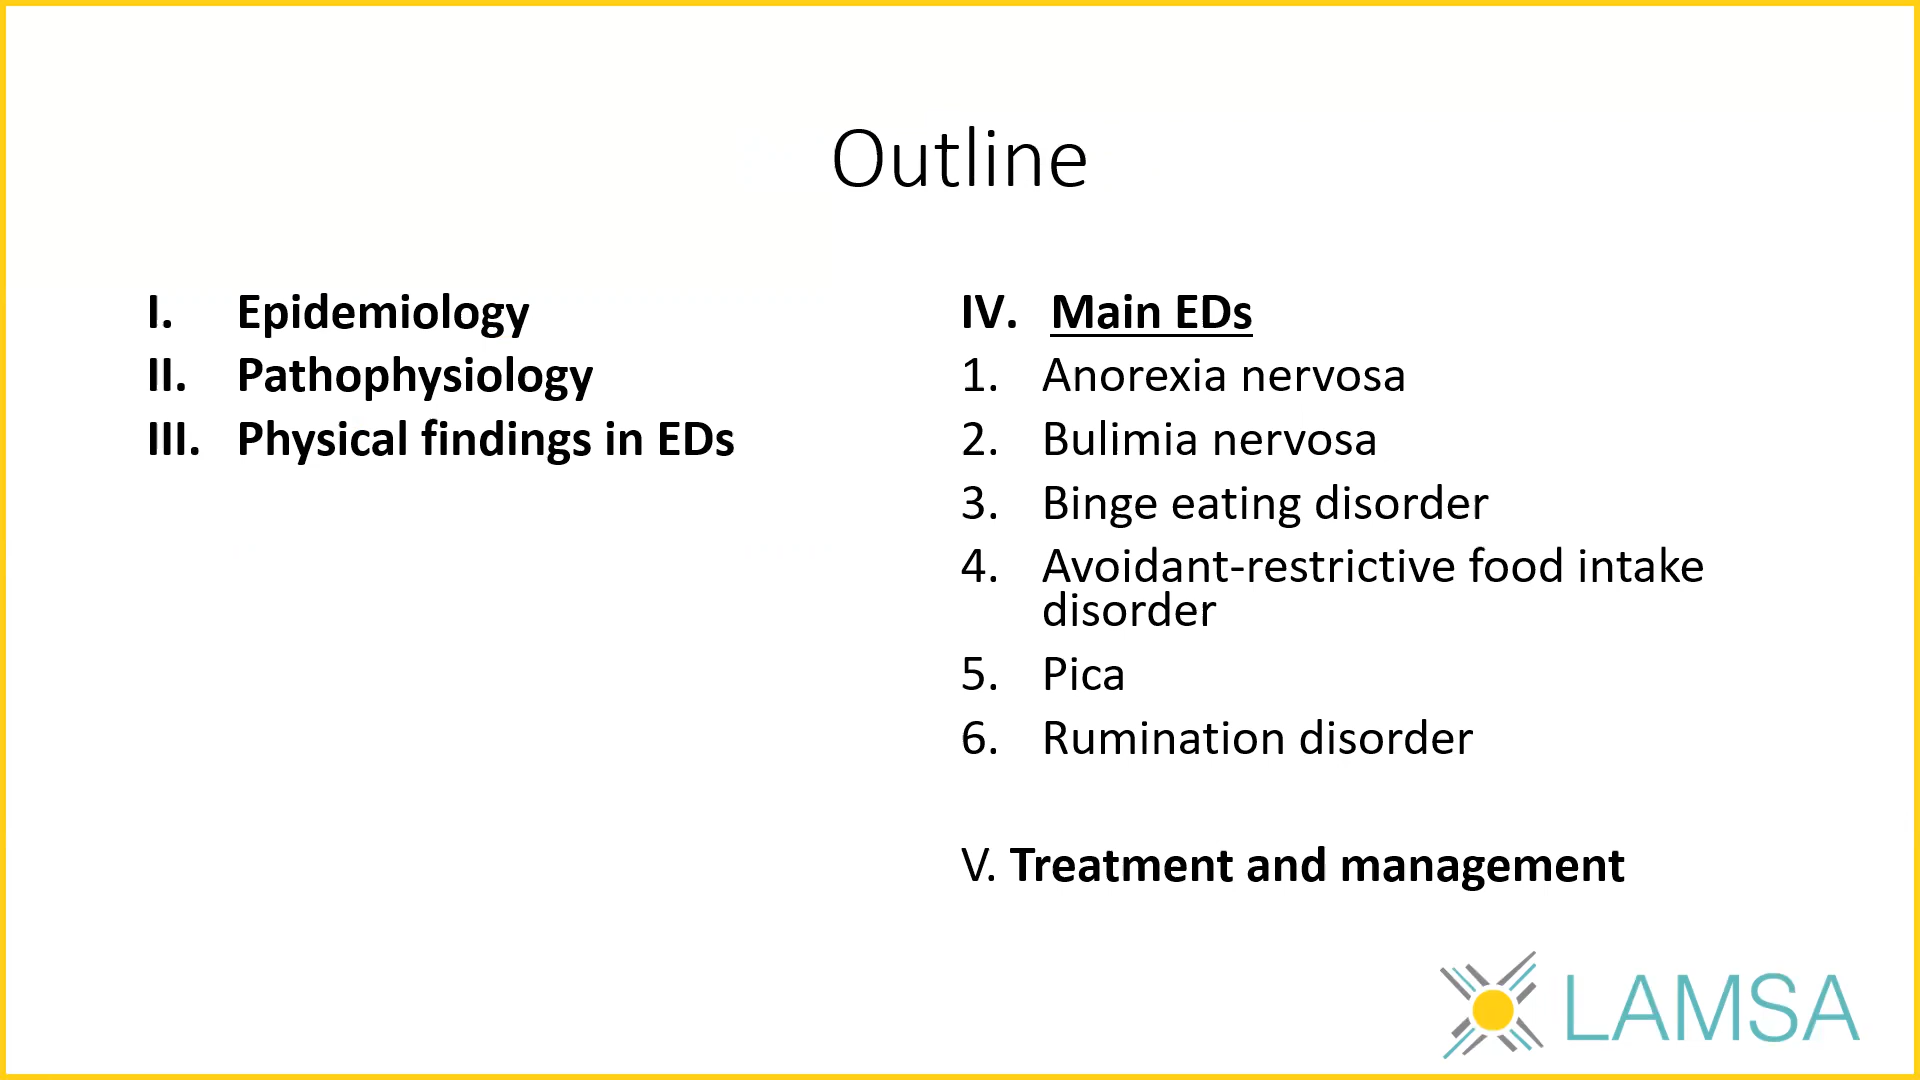 Outline
I. Epidemiology
II. Pathophysiology
III. Physical findings in EDs
IV. Main EDs
1. Anorexia nervosa
2. Bulimia nervosa
3. Binge eating disorder
4. Avoidant-restrictive food intake
disorder
5. Pica
6. Rumination disorder
V. Treatment and management
LAMSA